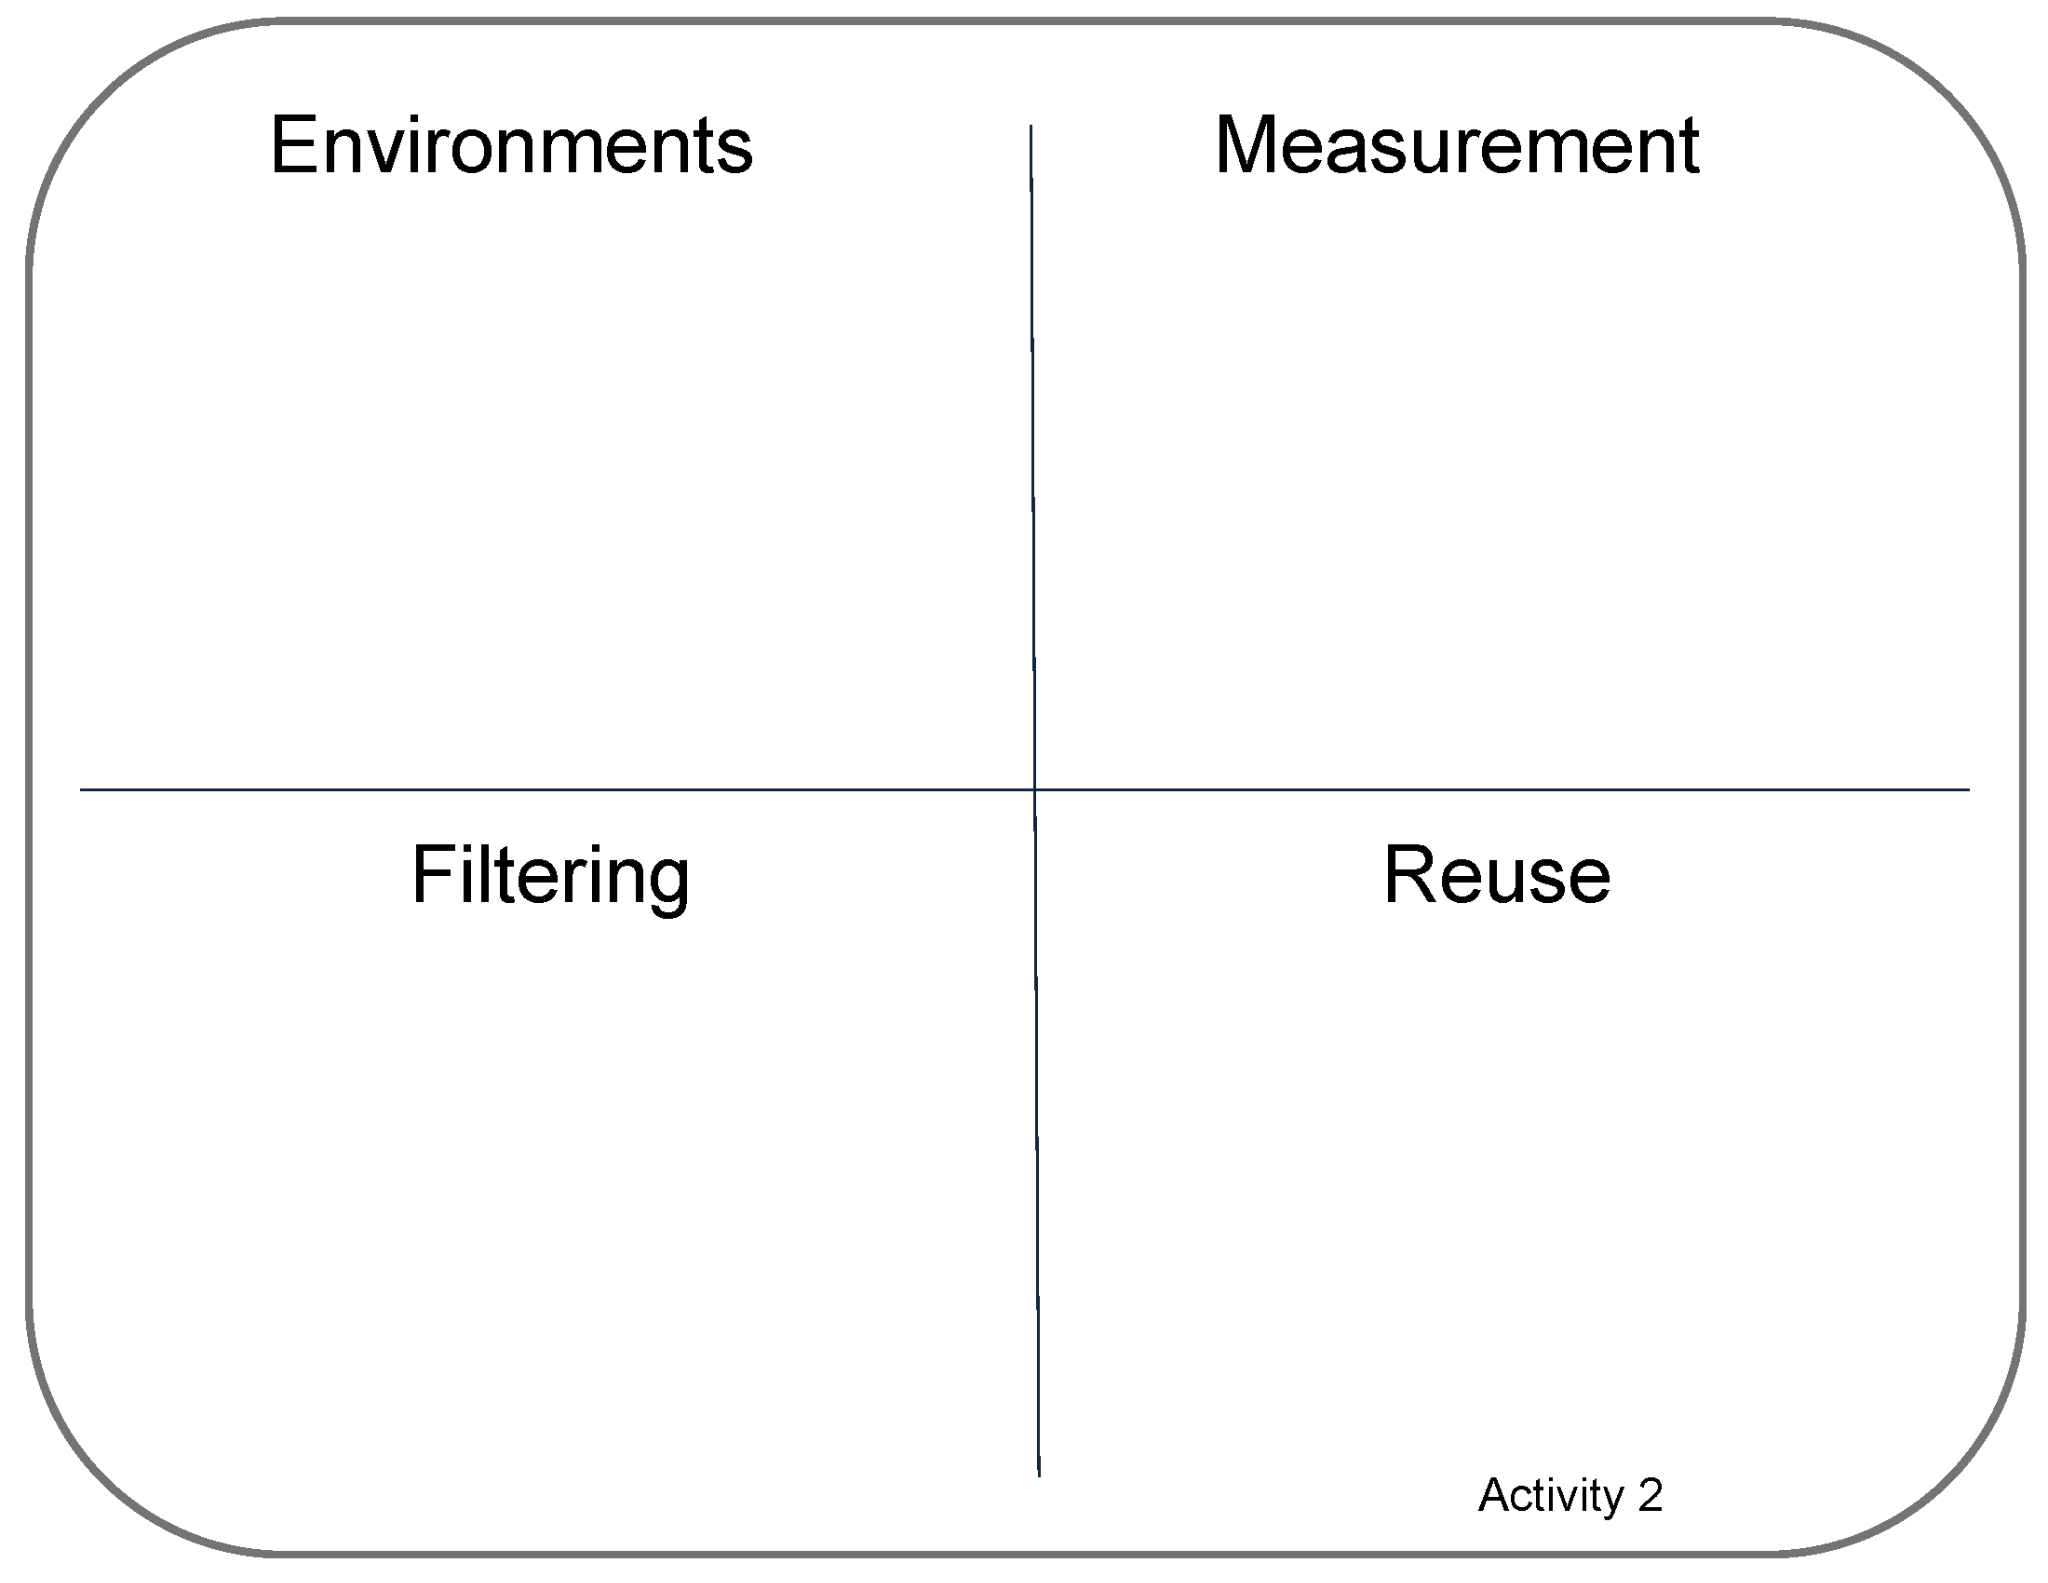 Environments
Measurement
Filtering
Reuse
Activity 2